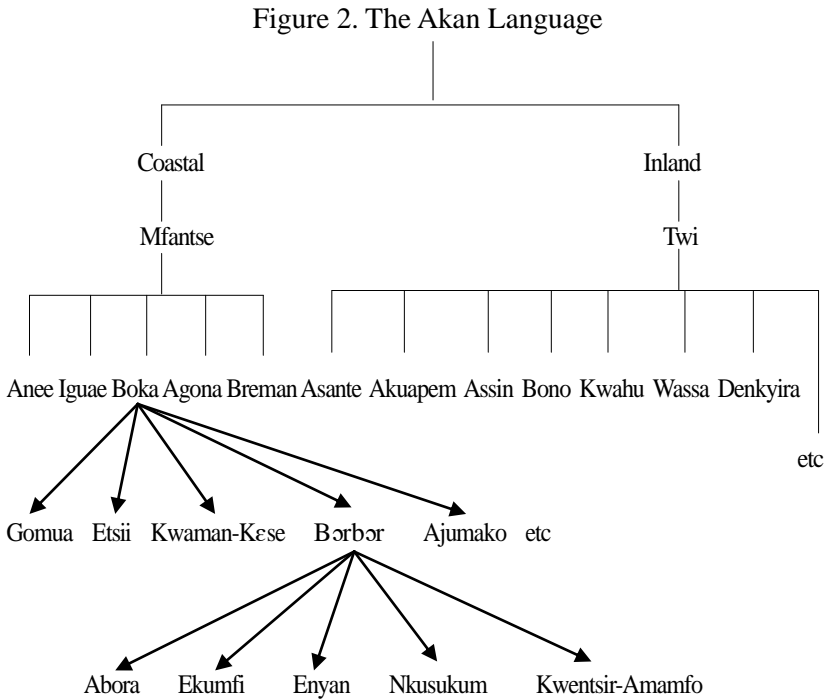 Figure 2. The Akan Language
Coastal Inland
Mfantse Twi
Anee Iguae Boka Agona Breman Asante Akuapem Assin Bono Kwahu Wassa Denkyira
etc
Gomua Etsii Kwaman-Kɛse Bɔrbɔr Ajumako etc
Abora Ekumfi Enyan Nkusukum Kwentsir-Amamfo